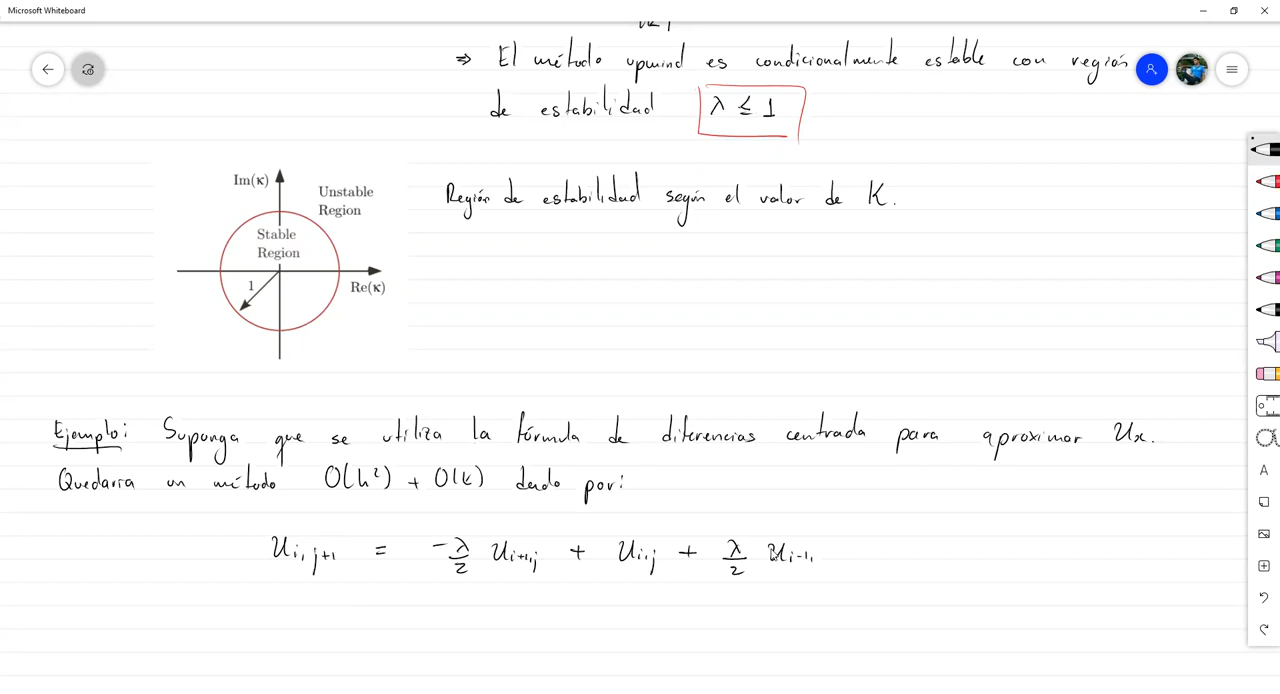 Microsoft Whiteboard
⇒ El método upwind es condicionalmente estable con región
de estabilidad λ ≤ 1
Im(κ)
Unstable
Region
Stable
Region
1
Re(κ)
Región de estabilidad según el valor de K.
Ejemplo: Suponga que se utiliza la fórmula de diferencias centrada para aproximar Ux.
Quedaría un método O(h²) + O(k) dado por:
Ui,j+1 = -λ/2 Ui+1,j + Ui,j + λ/2 Ui-1,
A